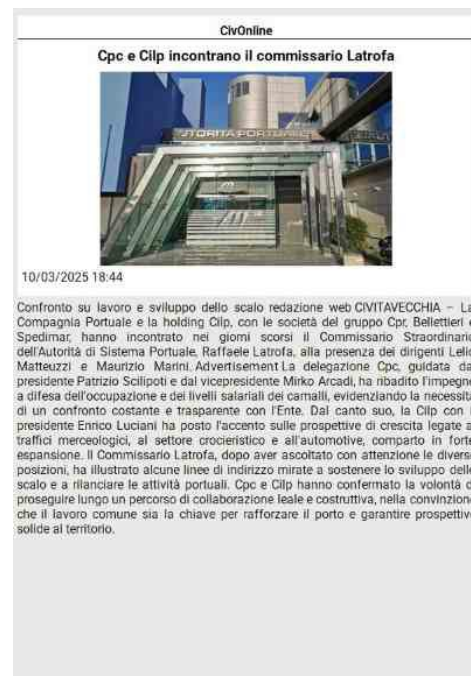 CivOnline
Cpc e Cilp incontrano il commissario Latrofa
UTORITÀ PORTUALE
10/03/2025 18:44
Confronto su lavoro e sviluppo dello scalo redazione web CIVITAVECCHIA – La
Compagnia Portuale e la holding Cilp, con le società del gruppo Cpr, Bellettieri e
Spedimar, hanno incontrato nei giorni scorsi il Commissario Straordinario
dell'Autorità di Sistema Portuale, Raffaele Latrofa, alla presenza dei dirigenti Lelio
Matteuzzi e Maurizio Marini. Advertisement La delegazione Cpc, guidata dal
presidente Patrizio Scilipoti e dal vicepresidente Mirko Arcadi, ha ribadito l'impegno
a difesa dell'occupazione e dei livelli salariali dei camalli, evidenziando la necessità
di un confronto costante e trasparente con l'Ente. Dal canto suo, la Cilp con
presidente Enrico Luciani ha posto l'accento sulle prospettive di crescita legate a
traffici merceologici, al settore crocieristico e all'automotive, comparto in forte
espansione. Il Commissario Latrofa, dopo aver ascoltato con attenzione le diverse
posizioni, ha illustrato alcune linee di indirizzo mirate a sostenere lo sviluppo dello
scalo e a rilanciare le attività portuali. Cpc e Cilp hanno confermato la volontà d
proseguire lungo un percorso di collaborazione leale e costruttiva, nella convinzione
che il lavoro comune sia la chiave per rafforzare il porto e garantire prospettive
solide al territorio.